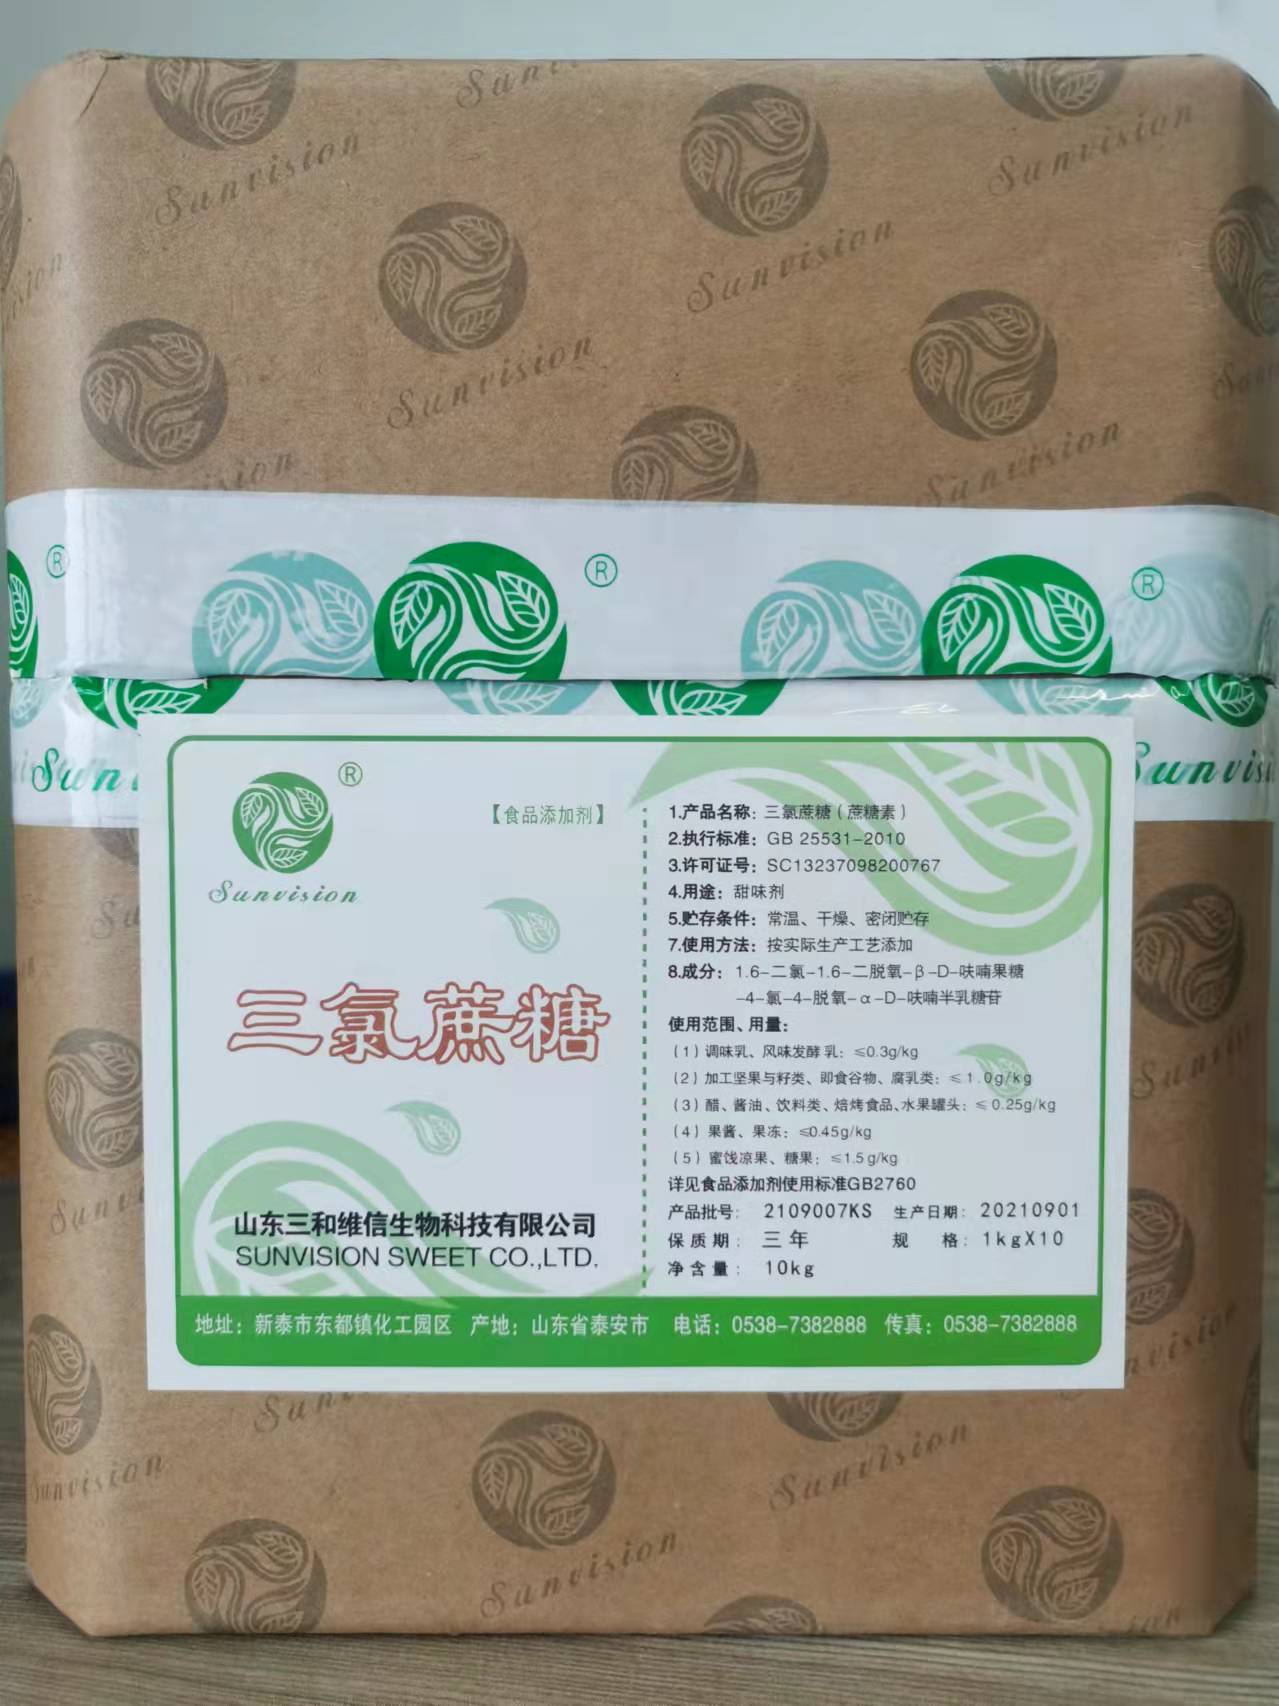 Sunvision
Sunvision
Sunvision
Sunvision
Sunvision
Sunvision
®
®
®
Sunvision
®
Sunvision
【食品添加剂】
三氯蔗糖
山东三和维信生物科技有限公司
SUNVISION SWEET CO.,LTD.
1.产品名称：三氯蔗糖（蔗糖素）
2.执行标准：GB 25531-2010
3.许可证号：SC13237098200767
4.用途：甜味剂
5.贮存条件：常温、干燥、密闭贮存
7.使用方法：按实际生产工艺添加
8.成分：1.6-二氯-1.6-二脱氧-β-D-呋喃果糖
-4-氯-4-脱氧-α-D-呋喃半乳糖苷
使用范围、用量：
（1）调味乳、风味发酵乳：≤0.3g/kg
（2）加工坚果与籽类、即食谷物、腐乳类：≤1.0g/kg
（3）醋、酱油、饮料类、焙烤食品、水果罐头：≤0.25g/kg
（4）果酱、果冻：≤0.45g/kg
（5）蜜饯凉果、糖果：≤1.5g/kg
详见食品添加剂使用标准GB2760
产品批号：2109007KS 生产日期：20210901
保质期：三年 规格：1kgX10
净含量：10kg
地址：新泰市东都镇化工园区 产地：山东省泰安市 电话：0538-7382888 传真：0538-7382888
Sunvision
Sunvision
Sunvision